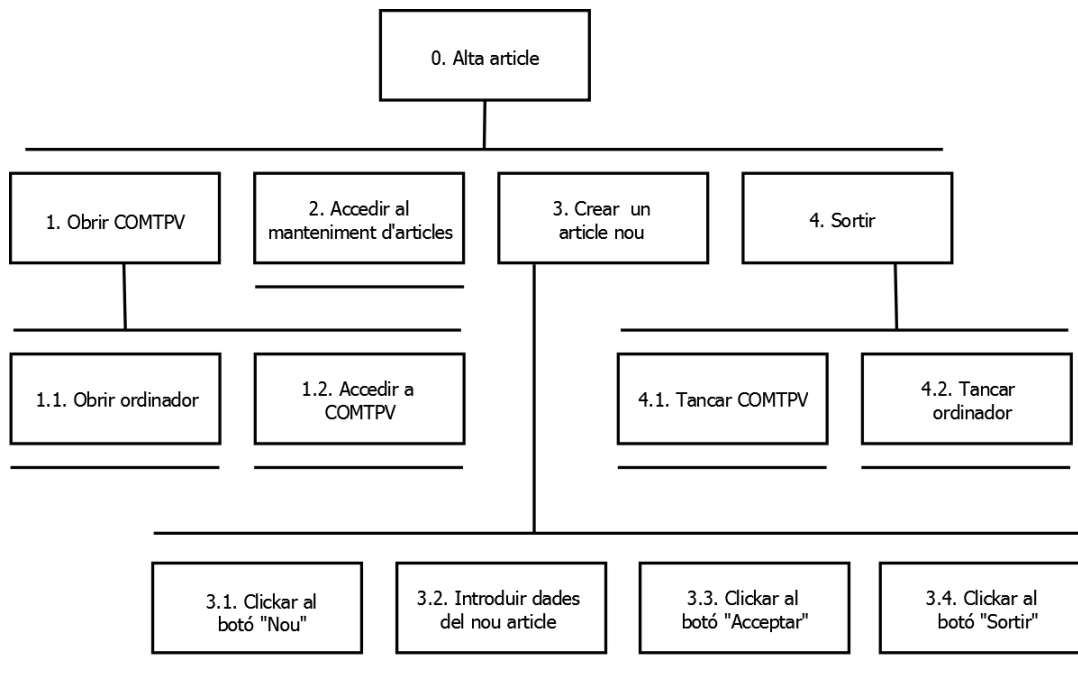 0. Alta article
1. Obrir COMTPV
2. Accedir al
manteniment d'articles
3. Crear  un
article nou
4. Sortir
1.1. Obrir ordinador
1.2. Accedir a
COMTPV
4.1. Tancar COMTPV
4.2. Tancar
ordinador
3.1. Clickar al
botó "Nou"
3.2. Introduir dades
del nou article
3.3. Clickar al
botó "Acceptar"
3.4. Clickar al
botó "Sortir"